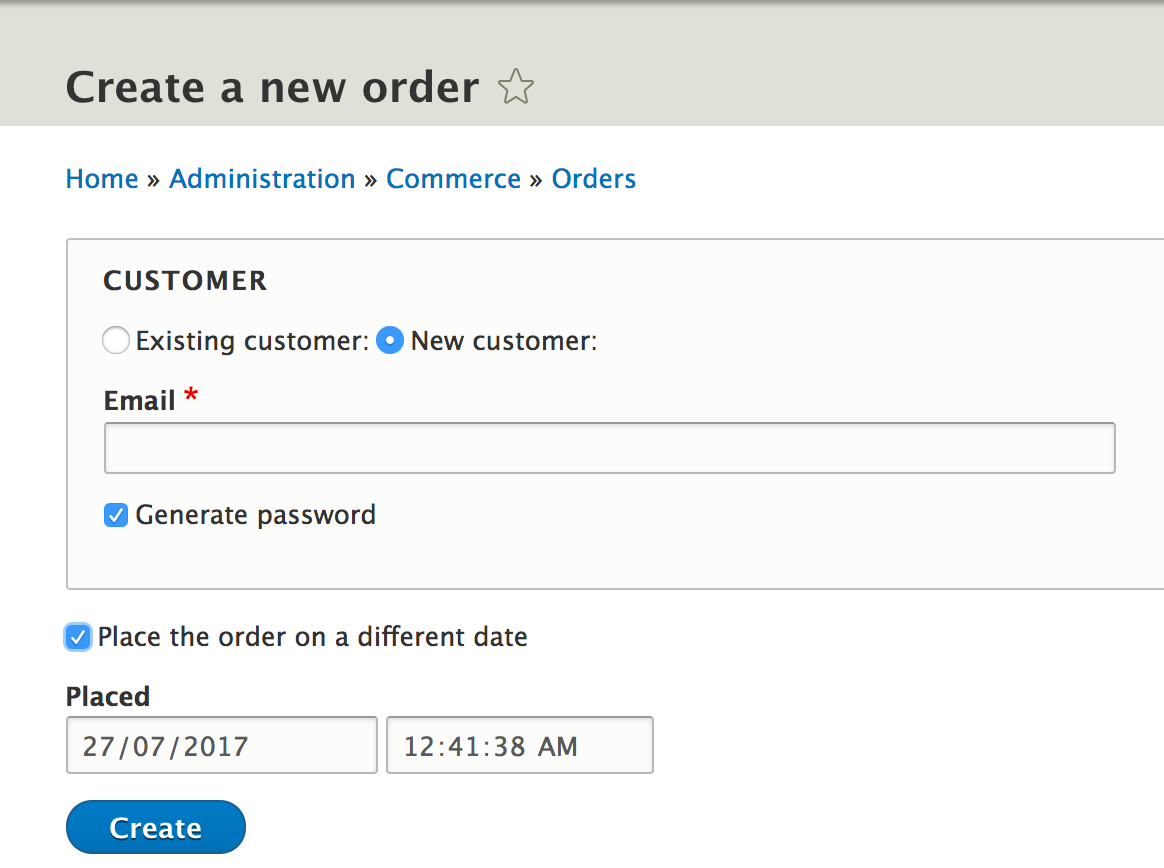 Create a new order
Home » Administration » Commerce » Orders
CUSTOMER
Existing customer: New customer:
Email *
Generate password
Place the order on a different date
Placed
27/07/2017 12:41:38 AM
Create